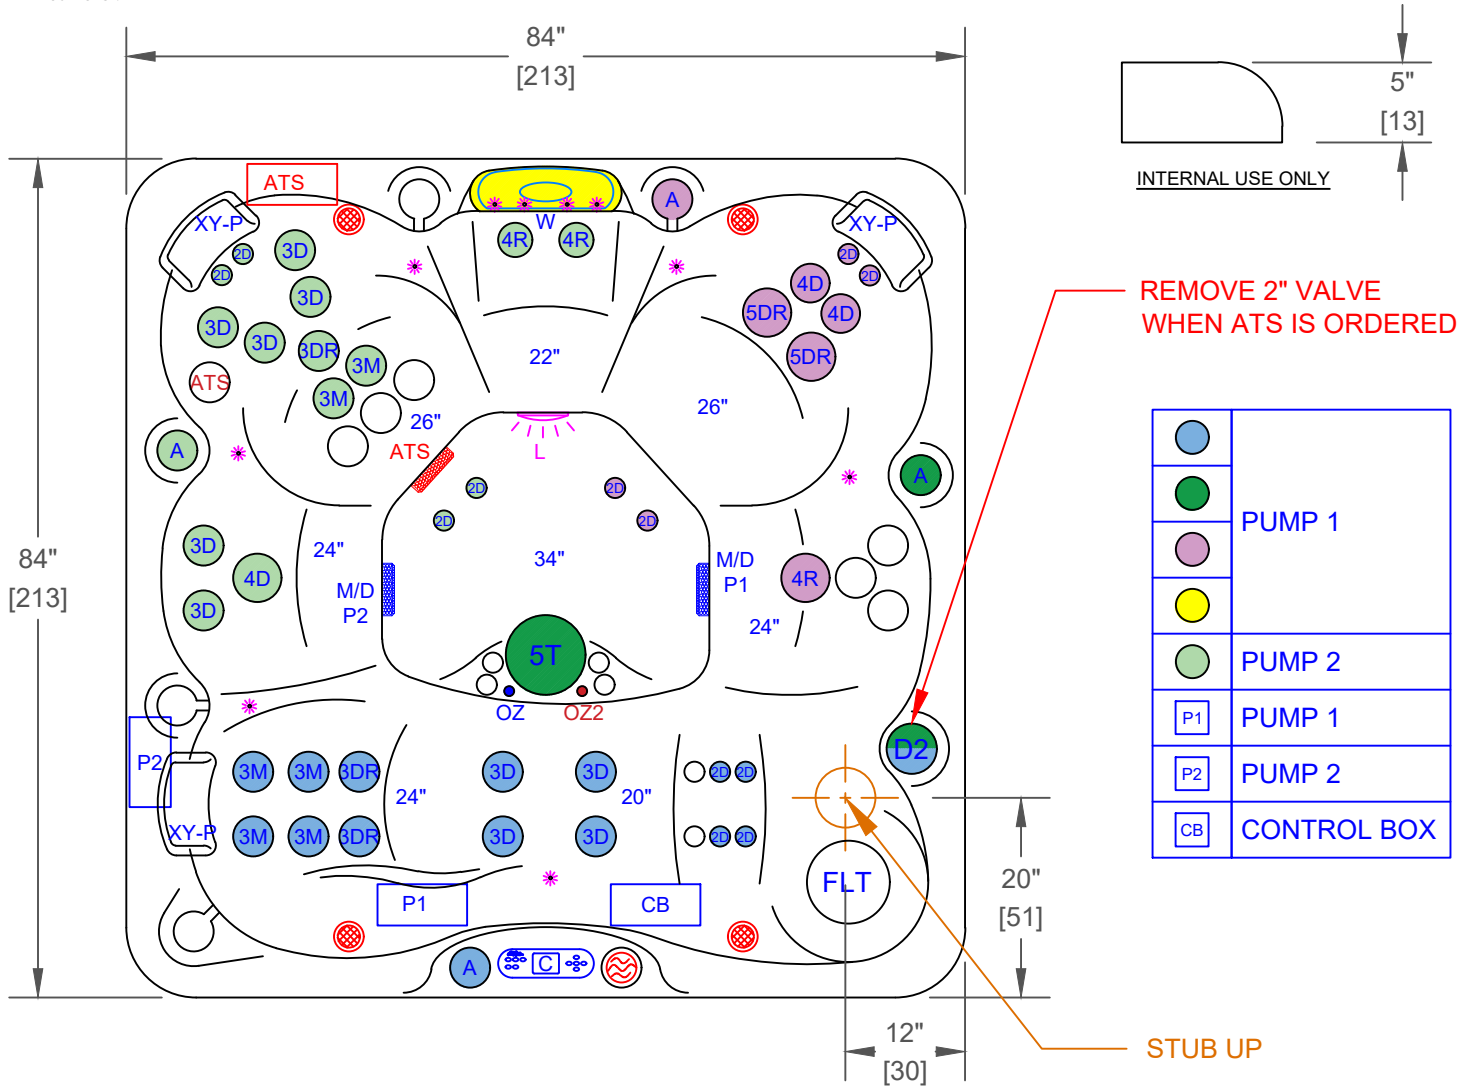 84"
[213]
5"
[13]
INTERNAL USE ONLY
ATS
A
XY-P
W
XY-P
4R
4R
2D
3D
2D
2D
2D
REMOVE 2" VALVE
WHEN ATS IS ORDERED
3D
4D
5DR
4D
3D
3D
3DR
3M
5DR
22"
ATS
3M
26"
26"
A
ATS
L
A
2D
2D
2D
2D
PUMP 1
3D
24"
34"
M/D
P1
4D
M/D
P2
4R
3D
24"
84"
[213]
5T
PUMP 2
OZ
OZ2
P1
PUMP 1
D2
P2
3M
3M
3DR
3D
3D
2D
2D
P2
PUMP 2
24"
20"
XY-P
3M
3M
3DR
3D
3D
2D
2D
CB
CONTROL BOX
FLT
20"
[51]
P1
CB
A
C
12"
[30]
STUB UP